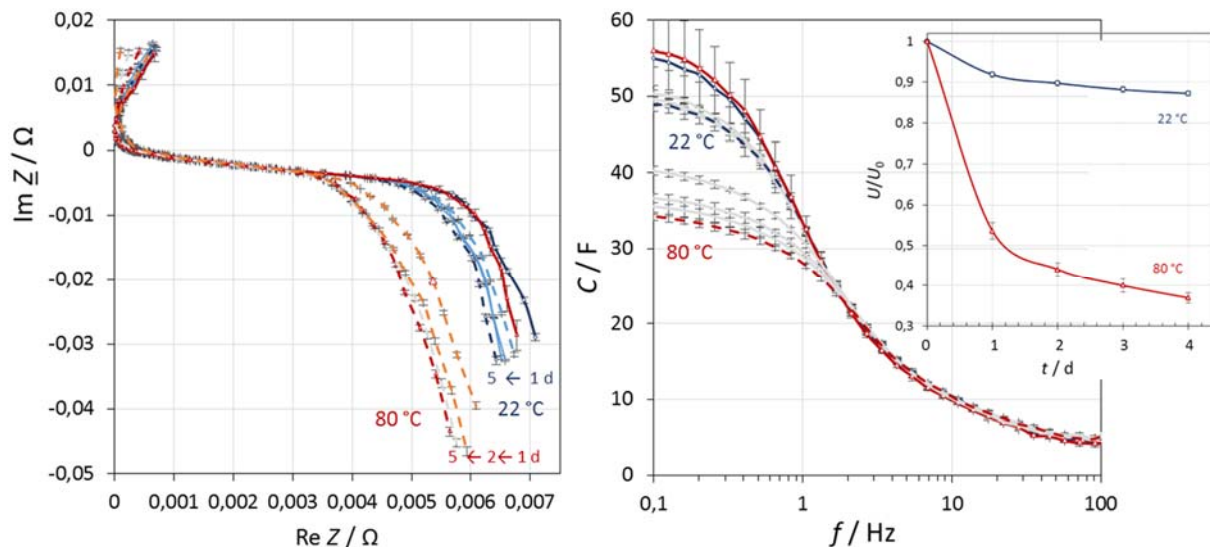 0,02
0,01
0
-0,01
-0,02
-0,03
-0,04
-0,05
Im Z / Ω
0 0,001 0,002 0,003 0,004 0,005 0,006 0,007
Re Z / Ω
80 °C
5 ← 2 ← 1 d
5 ← 1 d
22 °C
60
50
40
30
20
10
0
C / F
0,1 1 10 100
f / Hz
22 °C
80 °C
1
0,9
0,8
0,7
0,6
0,5
0,4
0,3
U/U₀
0 1 2 3 4
t / d
22 °C
80 °C